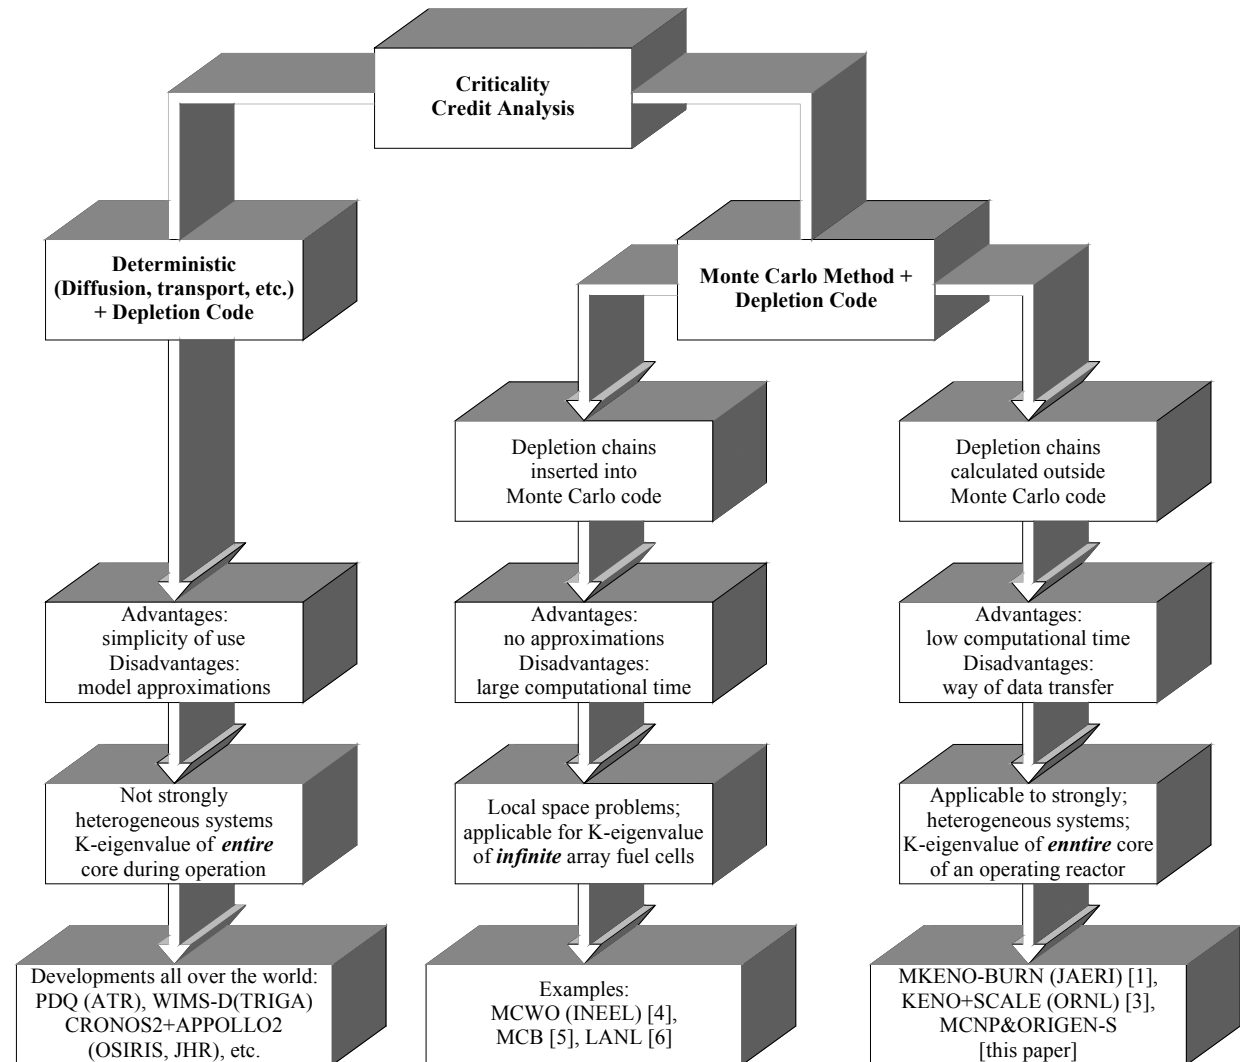 Criticality
Credit Analysis
Deterministic
(Diffusion, transport, etc.)
+ Depletion Code
Monte Carlo Method +
Depletion Code
Depletion chains
inserted into
Monte Carlo code
Depletion chains
calculated outside
Monte Carlo code
Advantages:
simplicity of use
Disadvantages:
model approximations
Advantages:
no approximations
Disadvantages:
large computational time
Advantages:
low computational time
Disadvantages:
way of data transfer
Not strongly
heterogeneous systems
K-eigenvalue of entire
core during operation
Local space problems;
applicable for K-eigenvalue
of infinite array fuel cells
Applicable to strongly;
heterogeneous systems;
K-eigenvalue of enntire core
of an operating reactor
Developments all over the world:
PDQ (ATR), WIMS-D(TRIGA)
CRONOS2+APPOLLO2
(OSIRIS, JHR), etc.
Examples:
MCWO (INEEL) [4],
MCB [5], LANL [6]
MKENO-BURN (JAERI) [1],
KENO+SCALE (ORNL) [3],
MCNP&ORIGEN-S
[this paper]